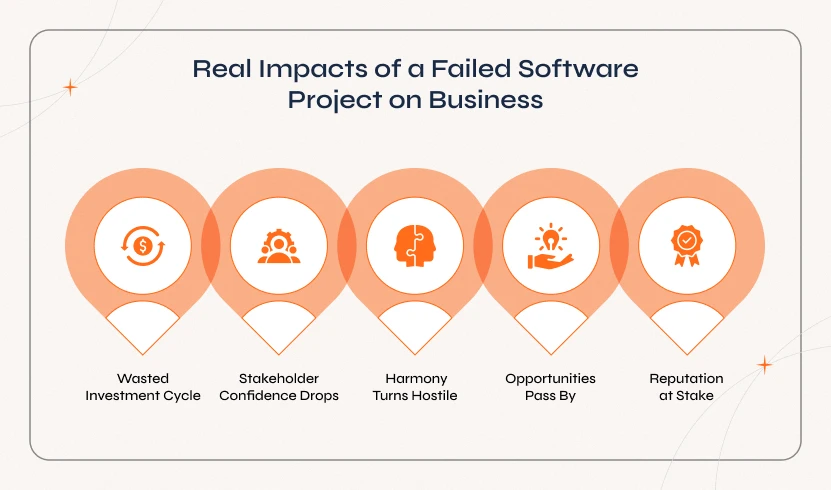 Real Impacts of a Failed Software
Project on Business
$
Wasted
Investment Cycle
Stakeholder
Confidence Drops
Harmony
Turns Hostile
Opportunities
Pass By
Reputation
at Stake